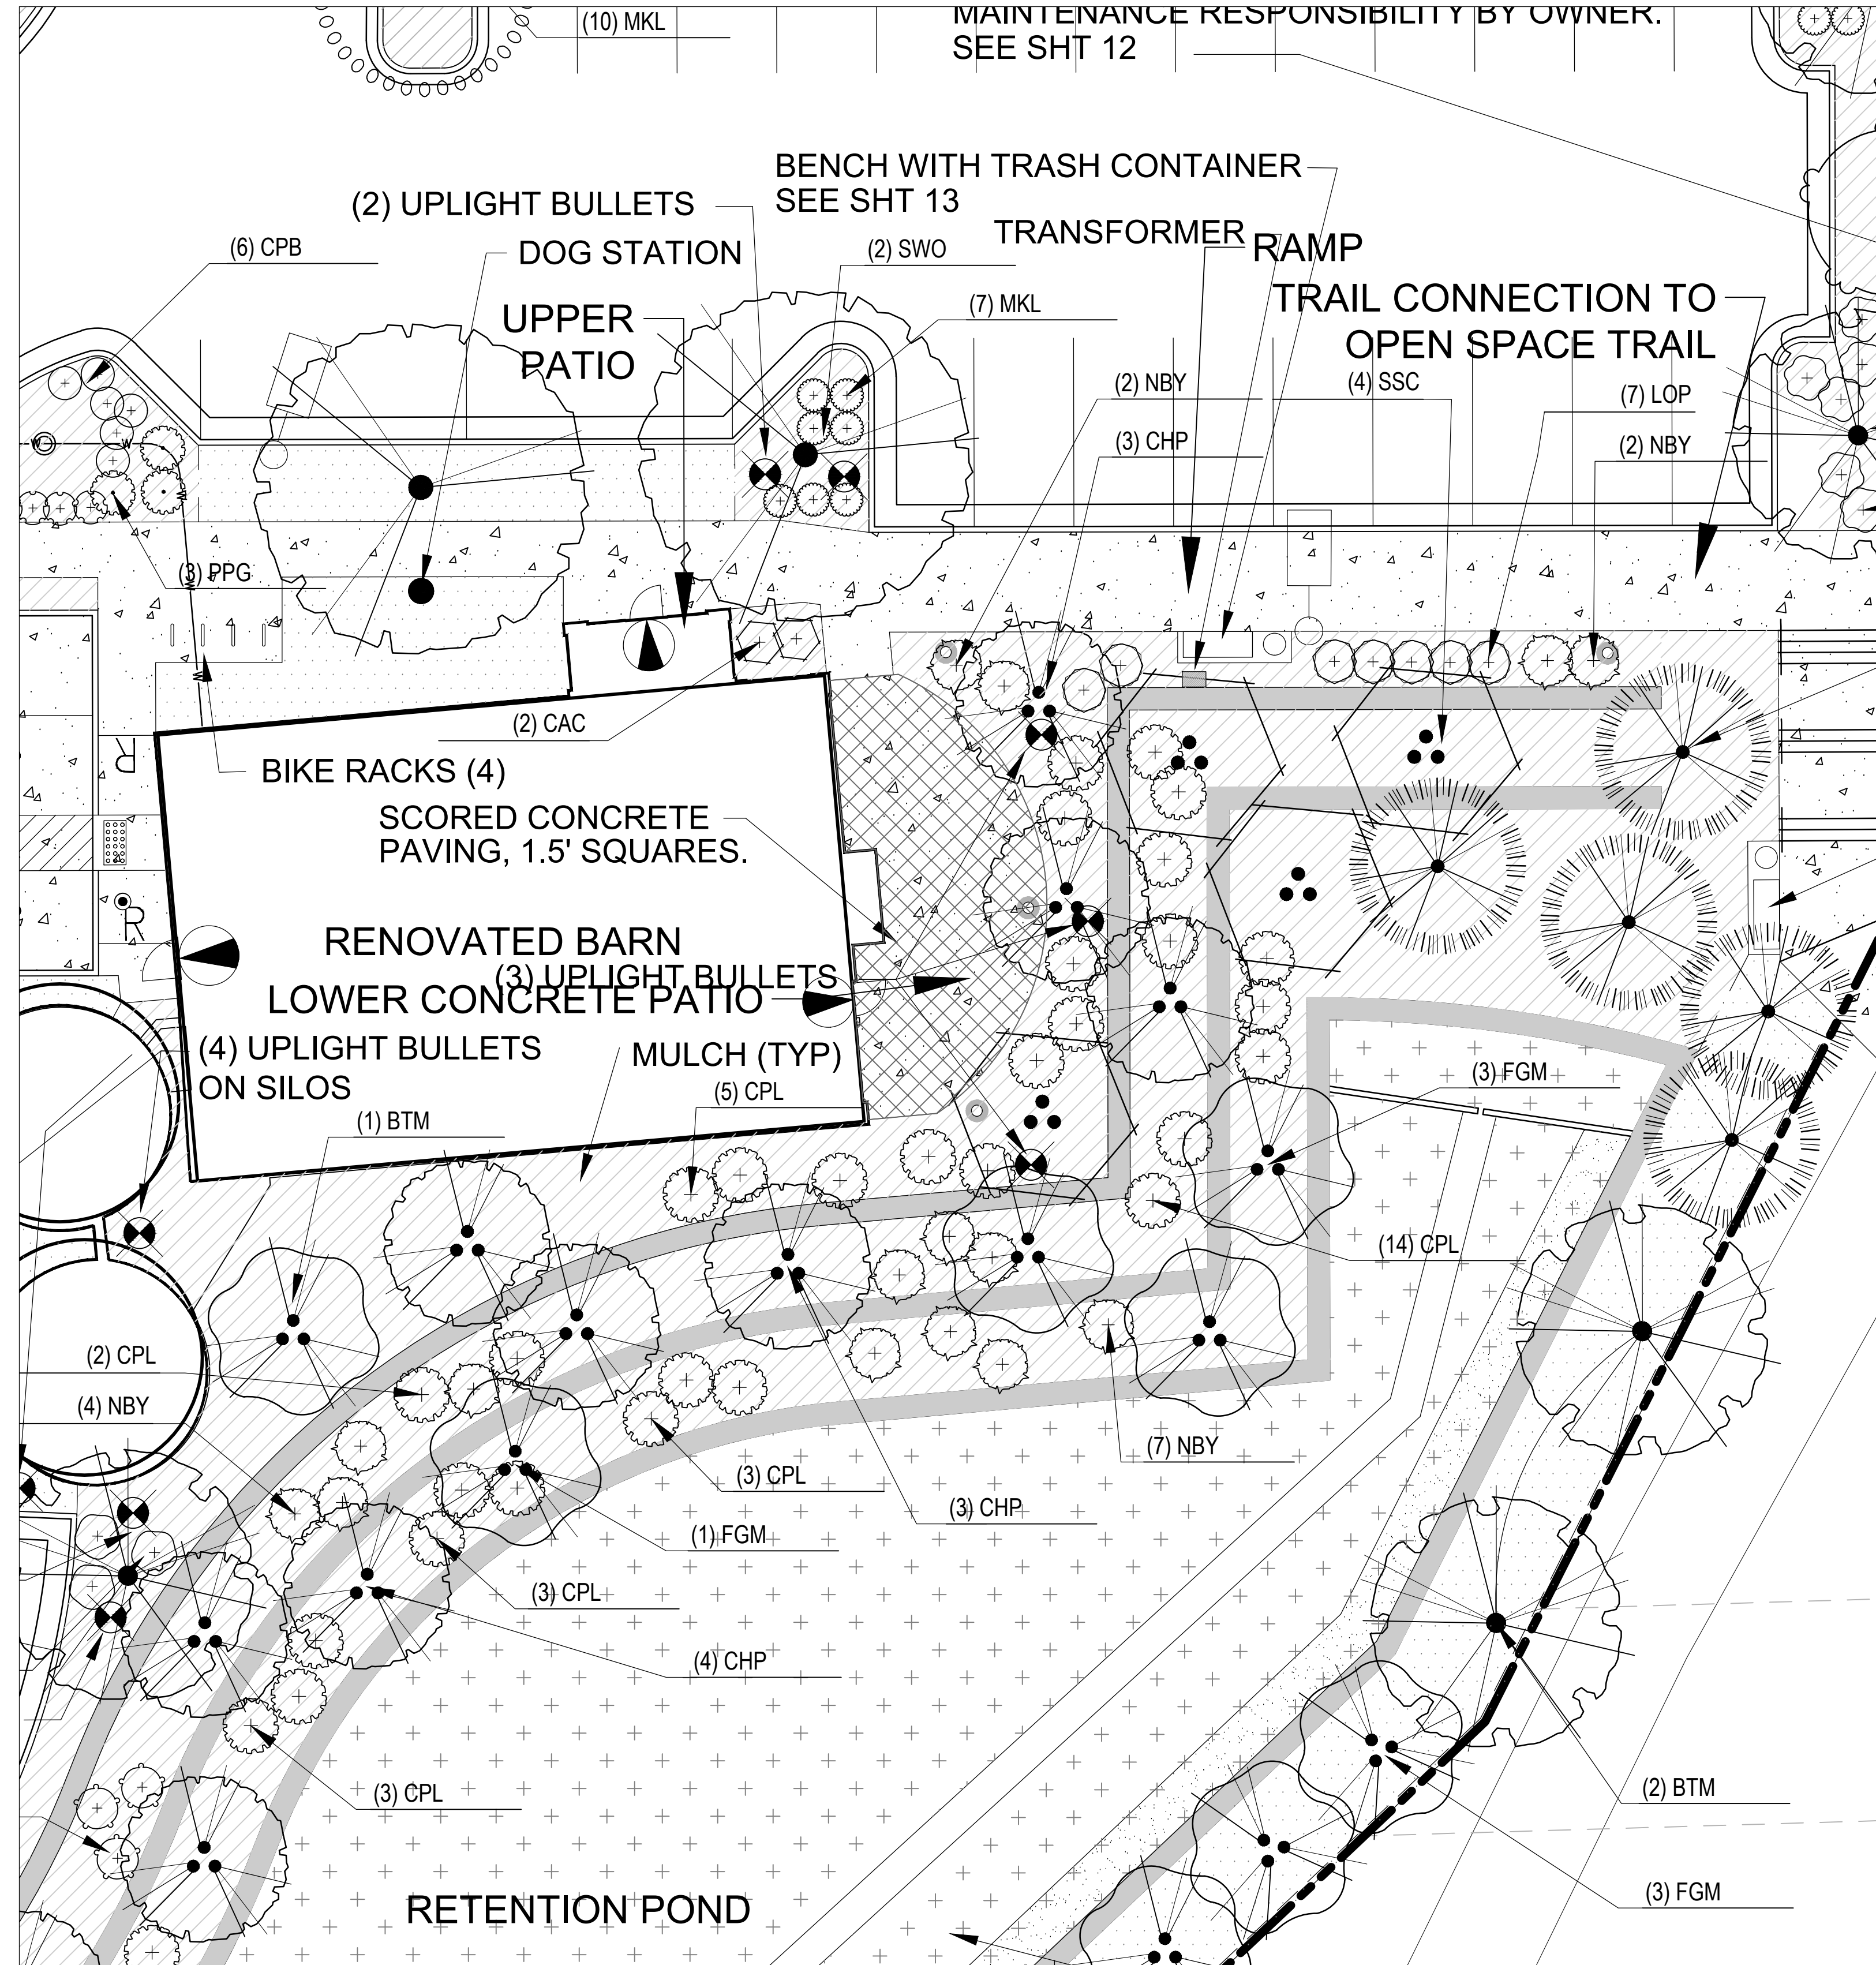 (10) MKL
MAINTENANCE RESPONSIBILITY BY OWNER.
SEE SHT 12
BENCH WITH TRASH CONTAINER
SEE SHT 13
(2) UPLIGHT BULLETS
TRANSFORMER
RAMP
(6) CPB
DOG STATION
(2) SWO
UPPER
PATIO
(7) MKL
TRAIL CONNECTION TO
OPEN SPACE TRAIL
(2) NBY
(4) SSC
(7) LOP
(3) CHP
(2) NBY
W
W
W
W
W
(3) PPG
(2) CAC
R
BIKE RACKS (4)
SCORED CONCRETE
PAVING, 1.5' SQUARES.
R
RENOVATED BARN
(3) UPLIGHT BULLETS
LOWER CONCRETE PATIO
(4) UPLIGHT BULLETS
ON SILOS
MULCH (TYP)
(5) CPL
(3) FGM
(1) BTM
(14) CPL
(2) CPL
(4) NBY
(7) NBY
(3) CPL
(3) CHP
(1) FGM
(3) CPL
(4) CHP
(3) CPL
(2) BTM
(3) FGM
RETENTION POND